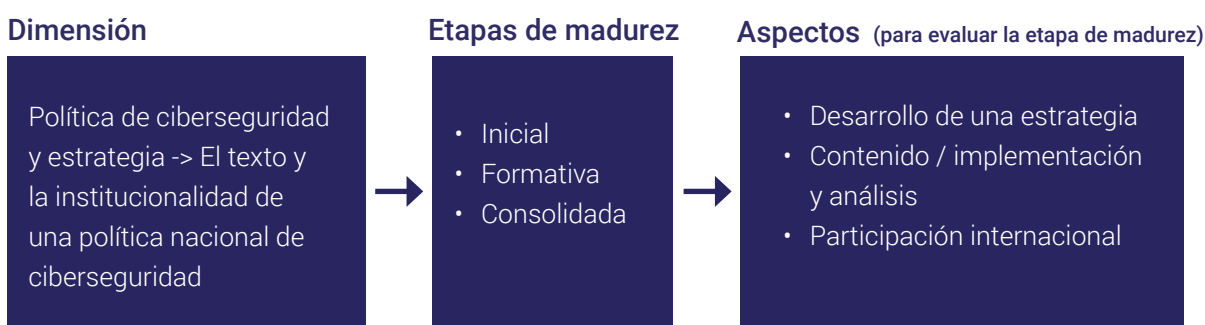 Dimensión
Política de ciberseguridad
y estrategia -> El texto y
la institucionalidad de
una política nacional de
ciberseguridad
Etapas de madurez
• Inicial
• Formativa
• Consolidada
Aspectos (para evaluar la etapa de madurez)
• Desarrollo de una estrategia
• Contenido / implementación
y análisis
• Participación internacional